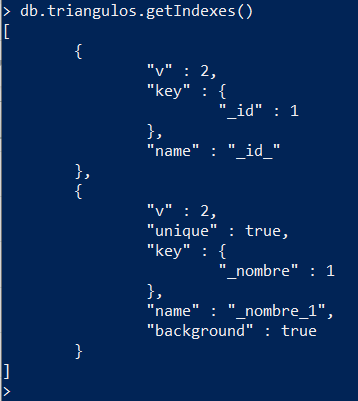 > db.triangulos.getIndexes()
[
        {
                "v" : 2,
                "key" : {
                        "_id" : 1
                },
                "name" : "_id_"
        },
        {
                "v" : 2,
                "unique" : true,
                "key" : {
                        "_nombre" : 1
                },
                "name" : "_nombre_1",
                "background" : true
        }
]
>